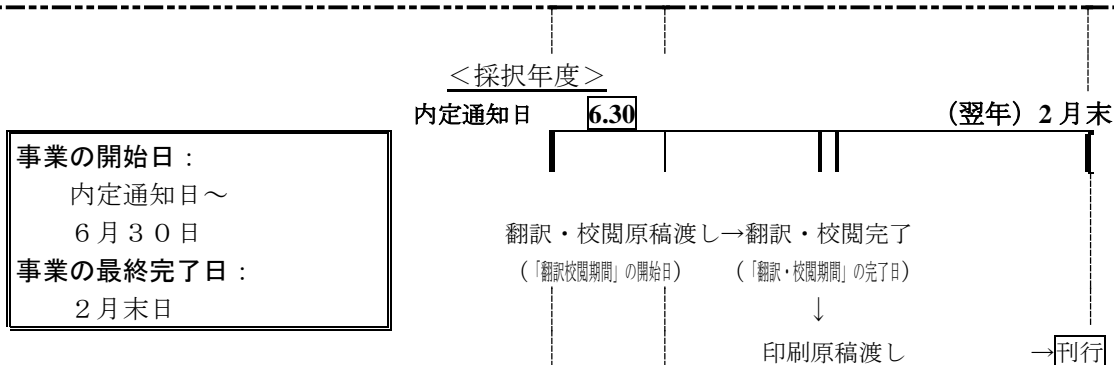 ＜採択年度＞
内定通知日 6.30 （翌年）２月末
事業の開始日：
内定通知日～
６月３０日
事業の最終完了日：
２月末日
翻訳・校閲原稿渡し→翻訳・校閲完了
（「翻訳校閲期間」の開始日） （「翻訳・校閲期間」の完了日）
↓
印刷原稿渡し →刊行